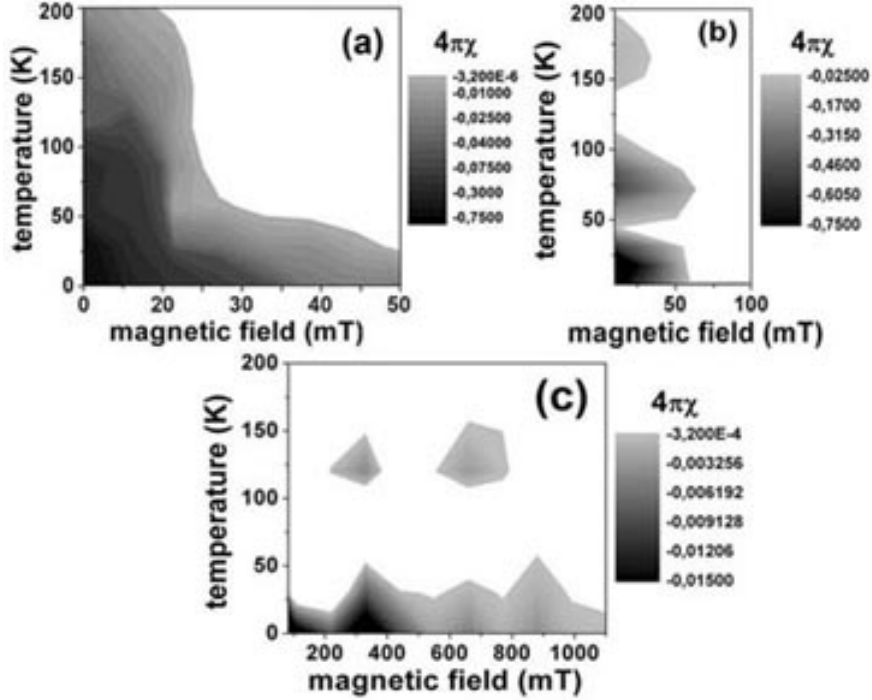 (a)
temperature (K)
200
150
100
50
0
0 20 30 40 50
magnetic field (mT)
4πχ
-3,200E-6
-0,01000
-0,02500
-0,04000
-0,07500
-0,3000
-0,7500
(b)
temperature (K)
200
150
100
50
50 100
magnetic field (mT)
4πχ
-0,02500
-0,1700
-0,3150
-0,4600
-0,6050
-0,7500
(c)
temperature (K)
200
150
100
50
0
200 400 600 800 1000
magnetic field (mT)
4πχ
-3,200E-4
-0,003256
-0,006192
-0,009128
-0,01206
-0,01500